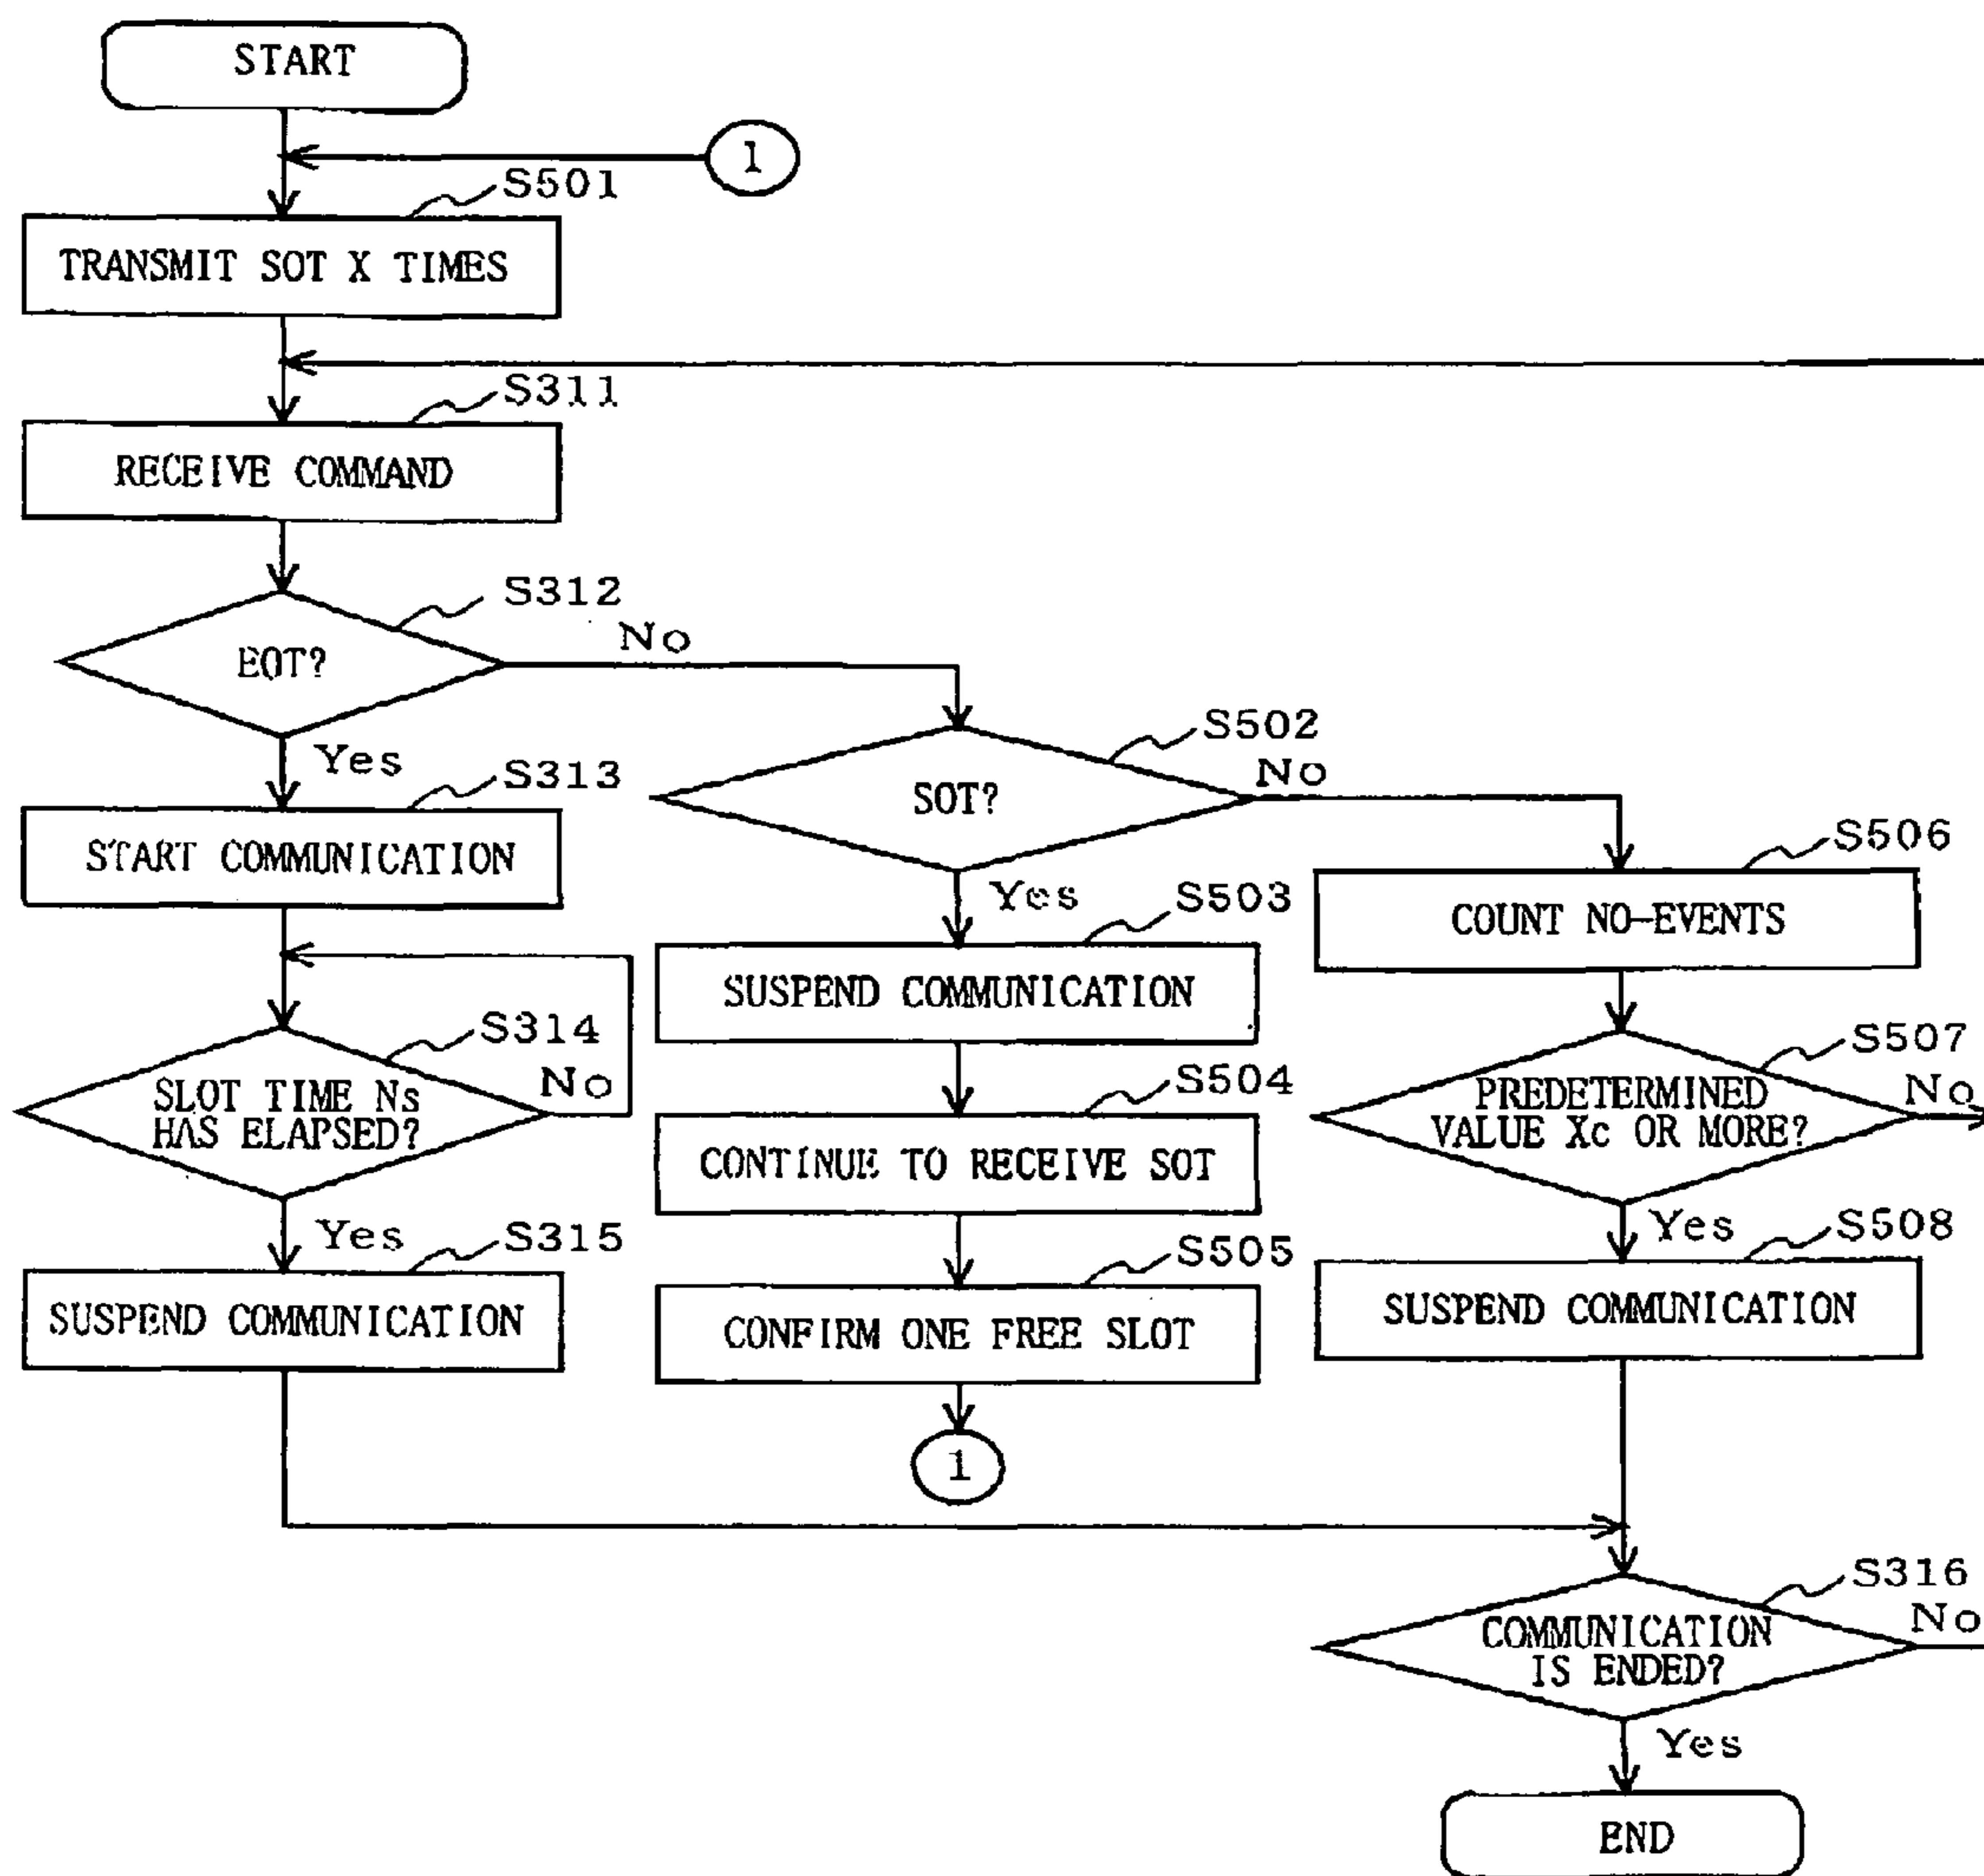 START
1
S501
TRANSMIT SOT X TIMES
S311
RECEIVE COMMAND
S312
EOT?
No
Yes
S502
SOT?
No
Yes
S313
START COMMUNICATION
S314
SLOT TIME Ns
HAS ELAPSED?
No
Yes
S315
SUSPEND COMMUNICATION
S503
SUSPEND COMMUNICATION
S504
CONTINUE TO RECEIVE SOT
S505
CONFIRM ONE FREE SLOT
1
S506
COUNT NO-EVENTS
S507
PREDETERMINED
VALUE Xc OR MORE?
No
Yes
S508
SUSPEND COMMUNICATION
S316
COMMUNICATION
IS ENDED?
No
Yes
END